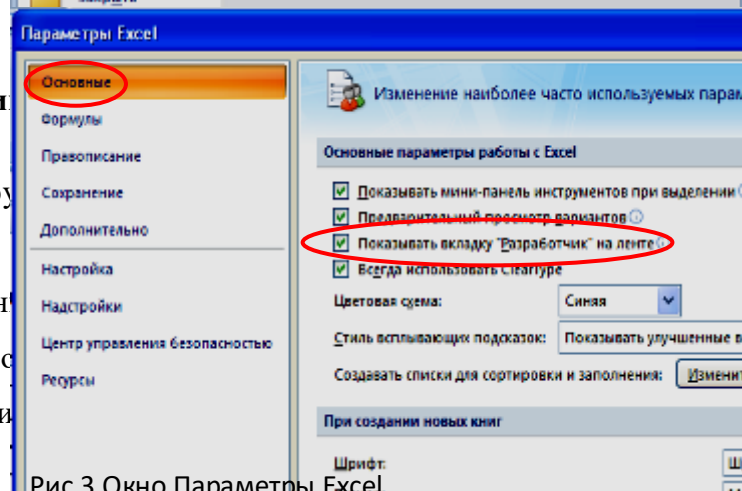 Параметры Excel
Основные
Формулы
Правописание
Сохранение
Дополнительно
Настройка
Надстройки
Центр управления безопасностью
Ресурсы
Изменение наиболее часто используемых
Основные параметры работы с Excel
Показывать мини-панель инструментов при выделении
Предварительный просмотр вариантов
Показывать вкладку "Разработчик" на ленте
Всегда использовать ClearType
Цветовая схема: Синяя
Стиль всплывающих подсказок: Показывать улучшенные
Создавать списки для сортировки и заполнения:
При создании новых книг
Шрифт:
Рис 3 Окно Параметры Excel